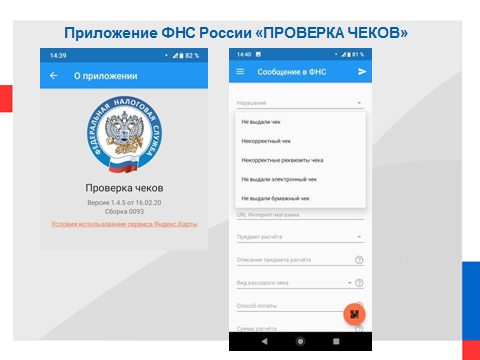 Приложение ФНС России «ПРОВЕРКА ЧЕКОВ»
14:39
82 %
О приложении
ФЕДЕРАЛЬНАЯ НАЛОГОВАЯ СЛУЖБА
Проверка чеков
Версия 1.4.5 от 16.02.20
Сборка 0093
Условия использования сервиса Яндекс.Карты
14:40
81 %
Сообщение в ФНС
Нарушение
Не выдали чек
Некорректный чек
Некорректные реквизиты чека
Не выдали электронный чек
Не выдали бумажный чек
URL Интернет-магазина
Предмет расчёта
Описание предмета расчёта
Вид кассового чека
Способ оплаты
Сумма расчёта